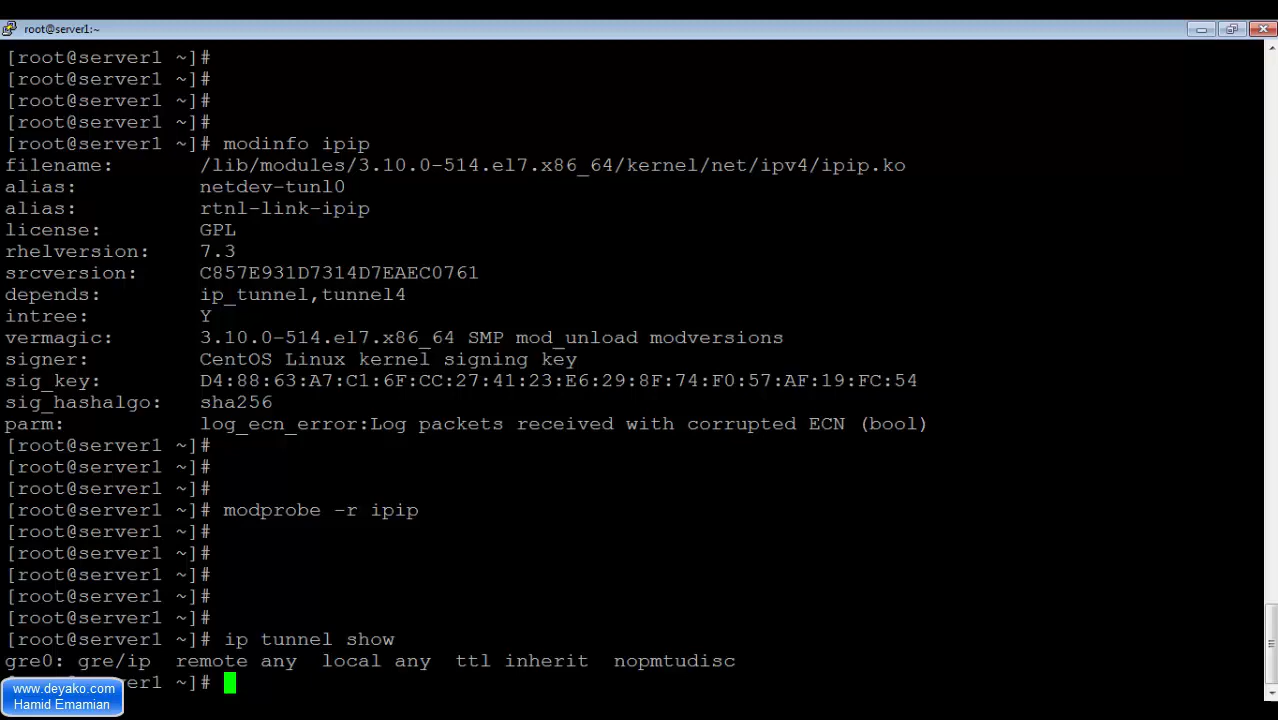 root@server1:~
[root@server1 ~]#
[root@server1 ~]#
[root@server1 ~]#
[root@server1 ~]#
[root@server1 ~]# modinfo ipip
filename: /lib/modules/3.10.0-514.el7.x86_64/kernel/net/ipv4/ipip.ko
alias: netdev-tunl0
alias: rtnl-link-ipip
license: GPL
rhelversion: 7.3
srcversion: C857E931D7314D7EAEC0761
depends: ip_tunnel,tunnel4
intree: Y
vermagic: 3.10.0-514.el7.x86_64 SMP mod_unload modversions
signer: CentOS Linux kernel signing key
sig_key: D4:88:63:A7:C1:6F:CC:27:41:23:E6:29:8F:74:F0:57:AF:19:FC:54
sig_hashalgo: sha256
parm: log_ecn_error:Log packets received with corrupted ECN (bool)
[root@server1 ~]#
[root@server1 ~]#
[root@server1 ~]#
[root@server1 ~]# modprobe -r ipip
[root@server1 ~]#
[root@server1 ~]#
[root@server1 ~]#
[root@server1 ~]#
[root@server1 ~]#
[root@server1 ~]# ip tunnel show
gre0: gre/ip remote any local any ttl inherit nopmtudisc
erver1 ~]#
www.deyako.com
Hamid Emamian